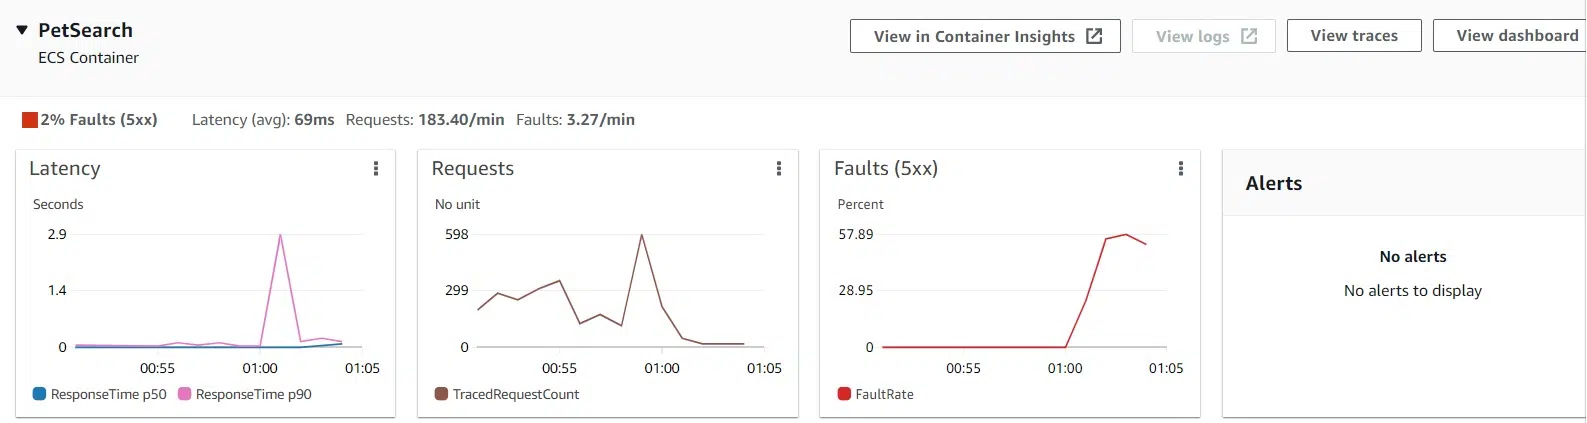 PetSearch
ECS Container
View in Container Insights
View logs
View traces
View dashboard
2% Faults (5xx) Latency (avg): 69ms Requests: 183.40/min Faults: 3.27/min
Latency
Seconds
2.9
1.4
0
00:55 01:00 01:05
ResponseTime p50 ResponseTime p90
Requests
No unit
598
299
0
00:55 01:00 01:05
TracedRequestCount
Faults (5xx)
Percent
57.89
28.95
0
00:55 01:00 01:05
FaultRate
Alerts
No alerts
No alerts to display